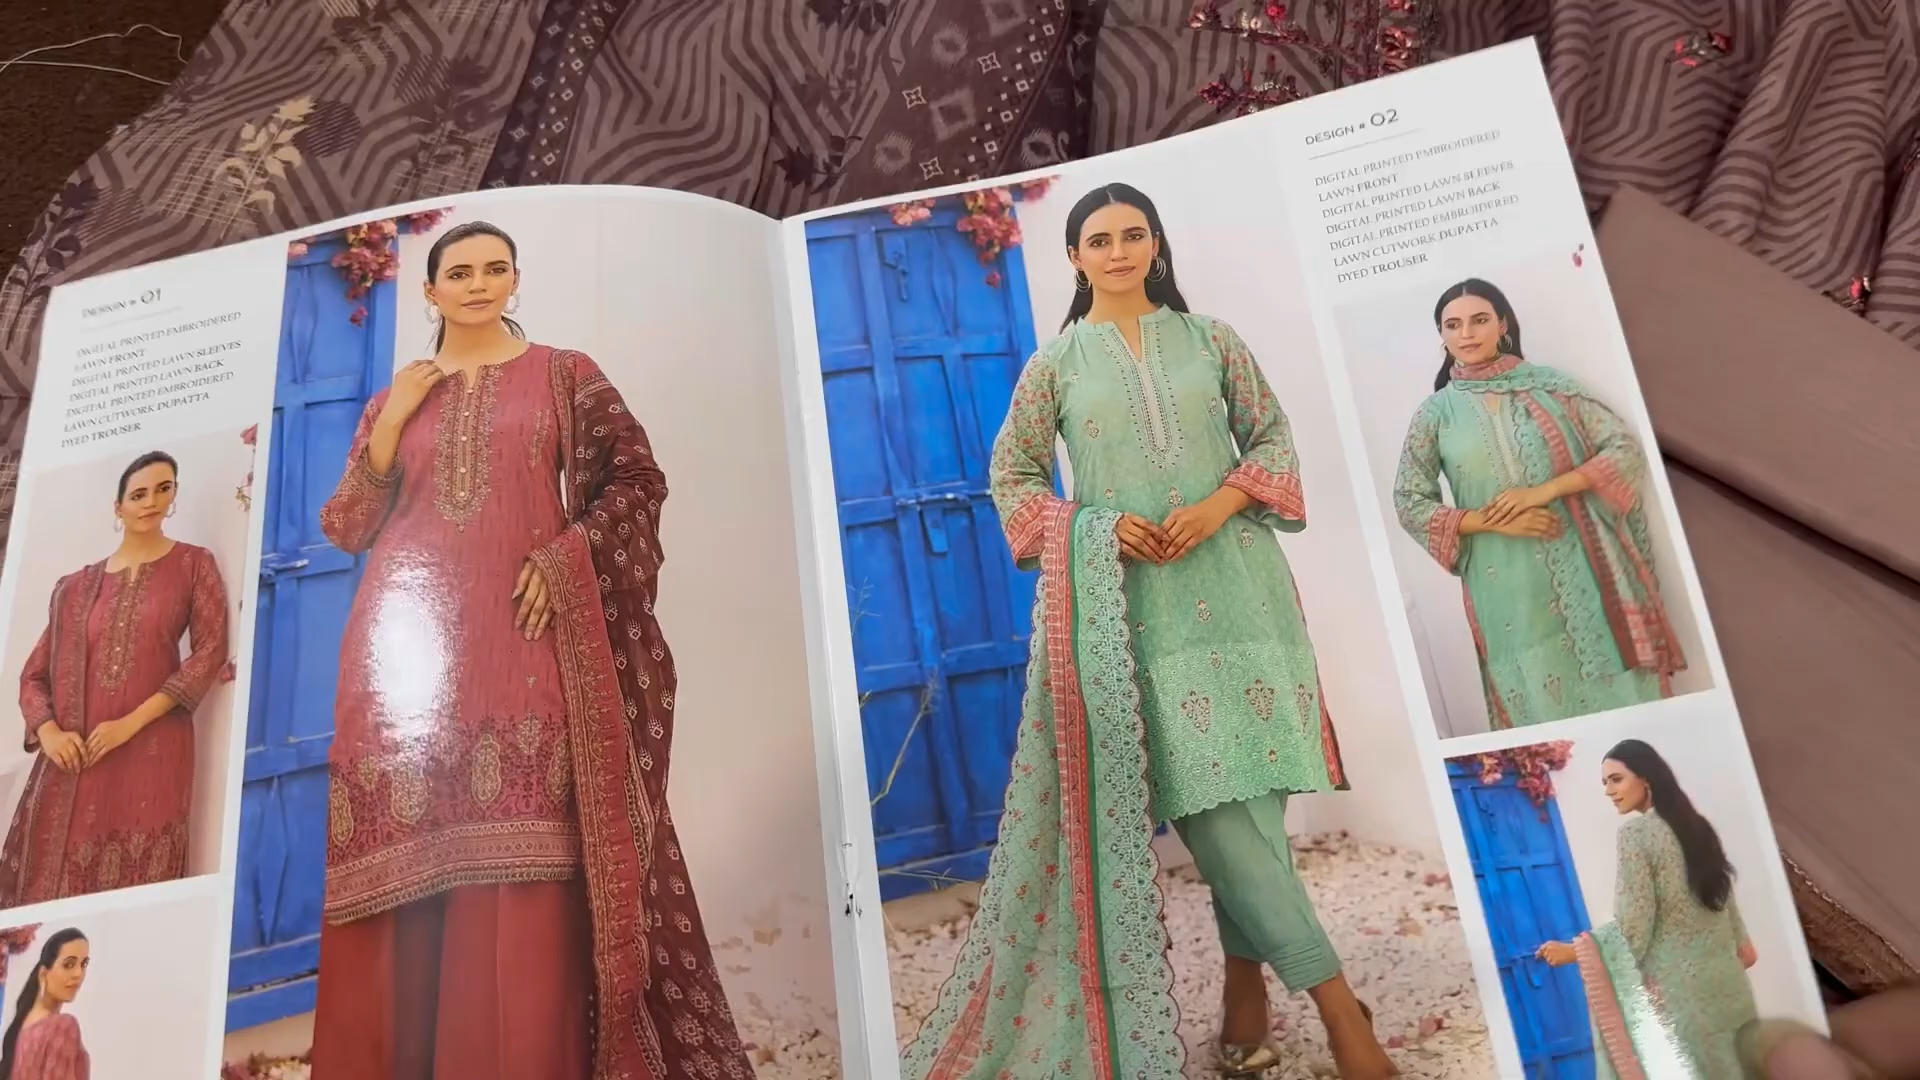 DESIGN # 01
DIGITAL PRINTED EMBROIDERED
LAWN FRONT
DIGITAL PRINTED LAWN SLEEVES
DIGITAL PRINTED LAWN BACK
DIGITAL PRINTED EMBROIDERED
LAWN CUTWORK DUPATTA
DYED TROUSER
DESIGN # 02
DIGITAL PRINTED EMBROIDERED
LAWN FRONT
DIGITAL PRINTED LAWN SLEEVES
DIGITAL PRINTED LAWN BACK
DIGITAL PRINTED EMBROIDERED
LAWN CUTWORK DUPATTA
DYED TROUSER